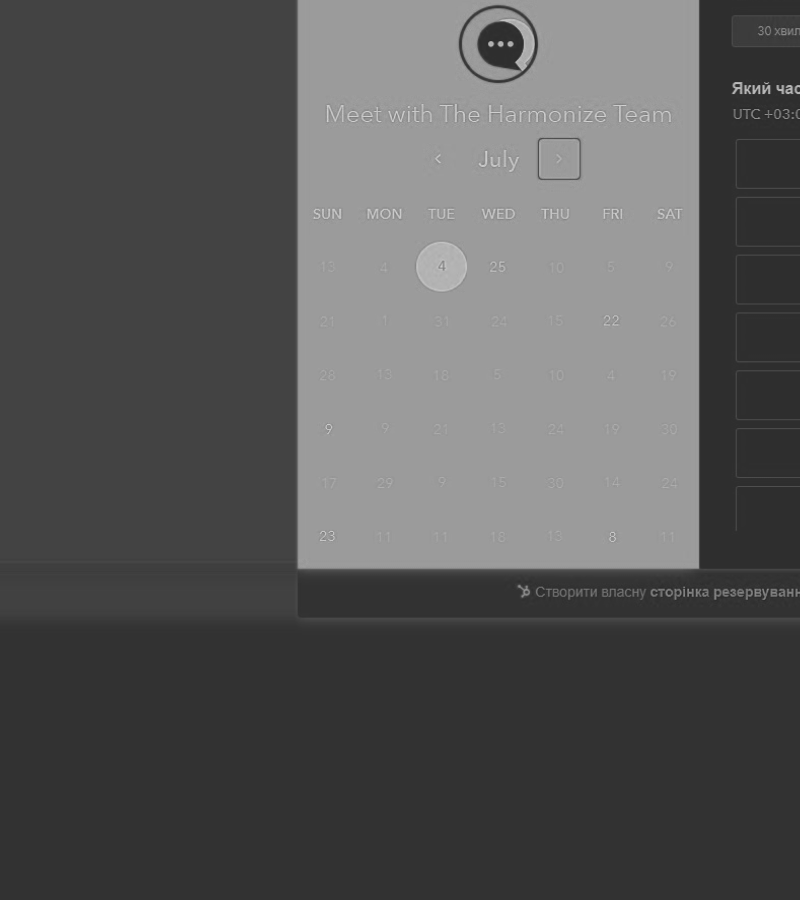 30 хвил
Meet with The Harmonize Team
July
Який час
UTC +03:0
SUN MON TUE WED THU FRI SAT
13 4 4 25 10 5 9
21 1 31 24 15 22 26
28 13 18 5 10 4 19
9 9 21 13 24 19 30
17 29 9 15 30 14 24
23 11 11 18 13 8 11
Створити власну сторінка резервуванн